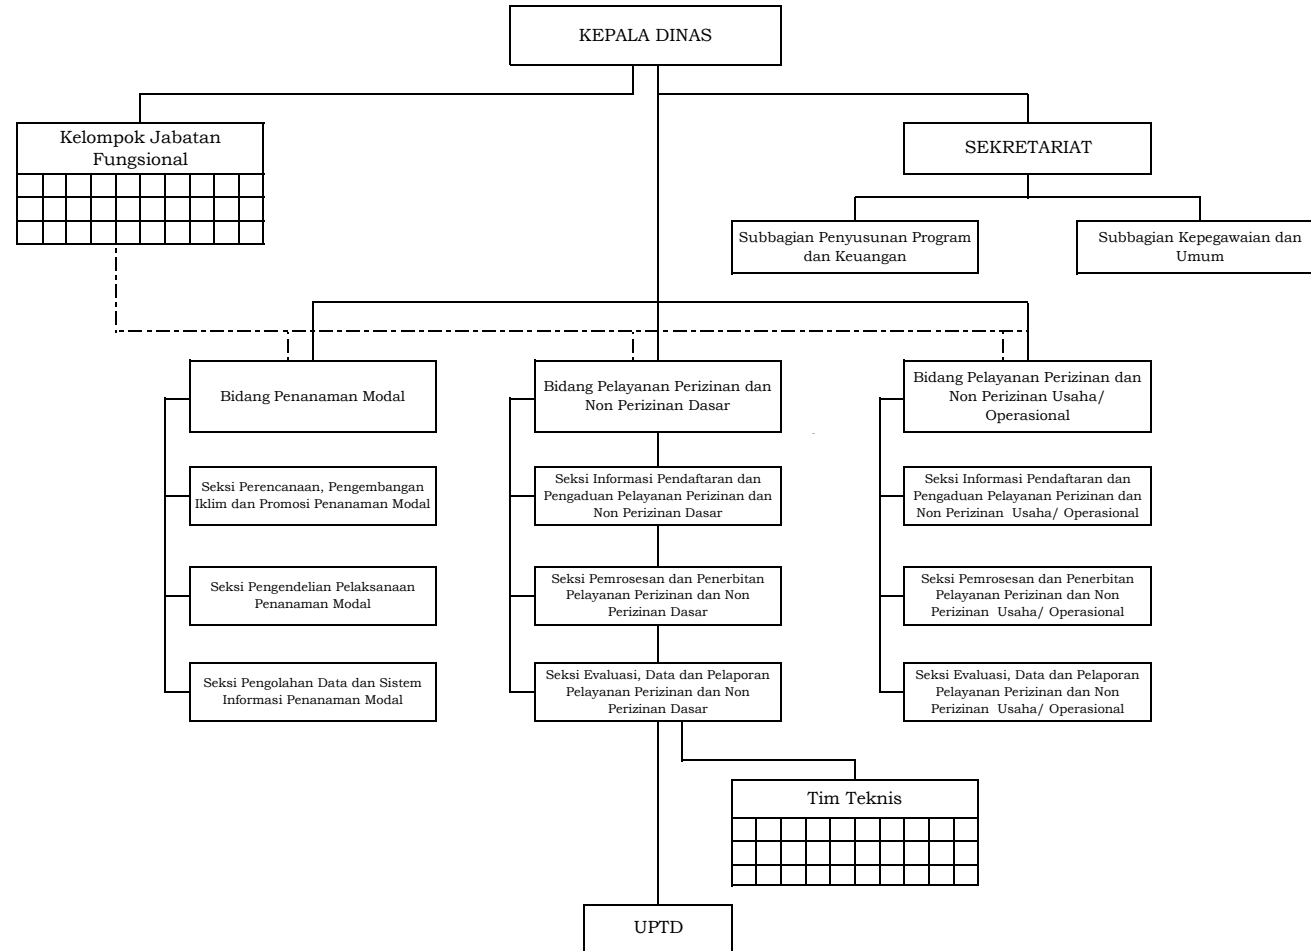 KEPALA DINAS
Kelompok Jabatan
Fungsional
SEKRETARIAT
Subbagian Penyusunan Program
dan Keuangan
Subbagian Kepegawaian dan
Umum
Bidang Penanaman Modal
Bidang Pelayanan Perizinan dan
Non Perizinan Dasar
Bidang Pelayanan Perizinan dan
Non Perizinan Usaha/
Operasional
Seksi Perencanaan, Pengembangan
Iklim dan Promosi Penanaman Modal
Seksi Informasi Pendaftaran dan
Pengaduan Pelayanan Perizinan dan
Non Perizinan Dasar
Seksi Informasi Pendaftaran dan
Pengaduan Pelayanan Perizinan dan
Non Perizinan  Usaha/ Operasional
Seksi Pengendelian Pelaksanaan
Penanaman Modal
Seksi Pemrosesan dan Penerbitan
Pelayanan Perizinan dan Non
Perizinan Dasar
Seksi Pemrosesan dan Penerbitan
Pelayanan Perizinan dan Non
Perizinan  Usaha/ Operasional
Seksi Pengolahan Data dan Sistem
Informasi Penanaman Modal
Seksi Evaluasi, Data dan Pelaporan
Pelayanan Perizinan dan Non
Perizinan Dasar
Seksi Evaluasi, Data dan Pelaporan
Pelayanan Perizinan dan Non
Perizinan  Usaha/ Operasional
Tim Teknis
UPTD